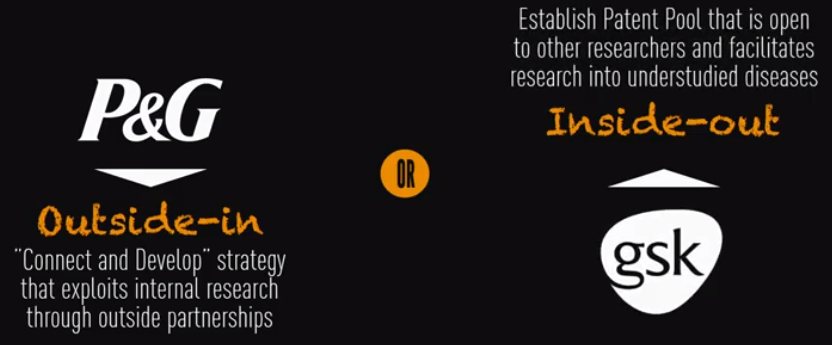 P&G
Outside-in
"Connect and Develop" strategy
that exploits internal research
through outside partnerships
OR
Establish Patent Pool that is open
to other researchers and facilitates
research into understudied diseases
Inside-out
gsk